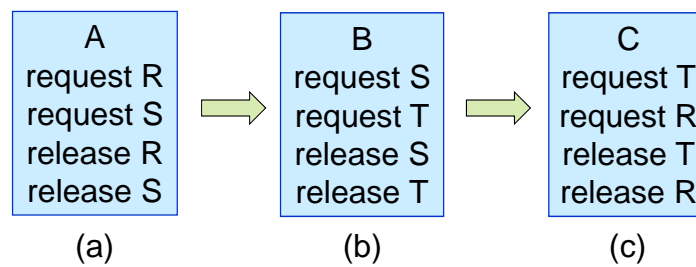 A
request R
request S
release R
release S
(a)
B
request S
request T
release S
release T
(b)
C
request T
request R
release T
release R
(c)